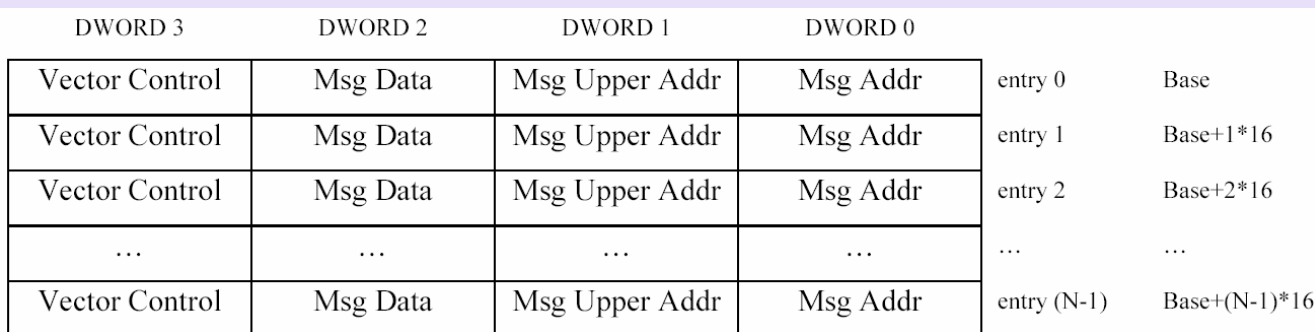 DWORD 3 DWORD 2 DWORD 1 DWORD 0
Vector Control Msg Data Msg Upper Addr Msg Addr entry 0 Base
Vector Control Msg Data Msg Upper Addr Msg Addr entry 1 Base+1*16
Vector Control Msg Data Msg Upper Addr Msg Addr entry 2 Base+2*16
… … … … … …
Vector Control Msg Data Msg Upper Addr Msg Addr entry (N-1) Base+(N-1)*16